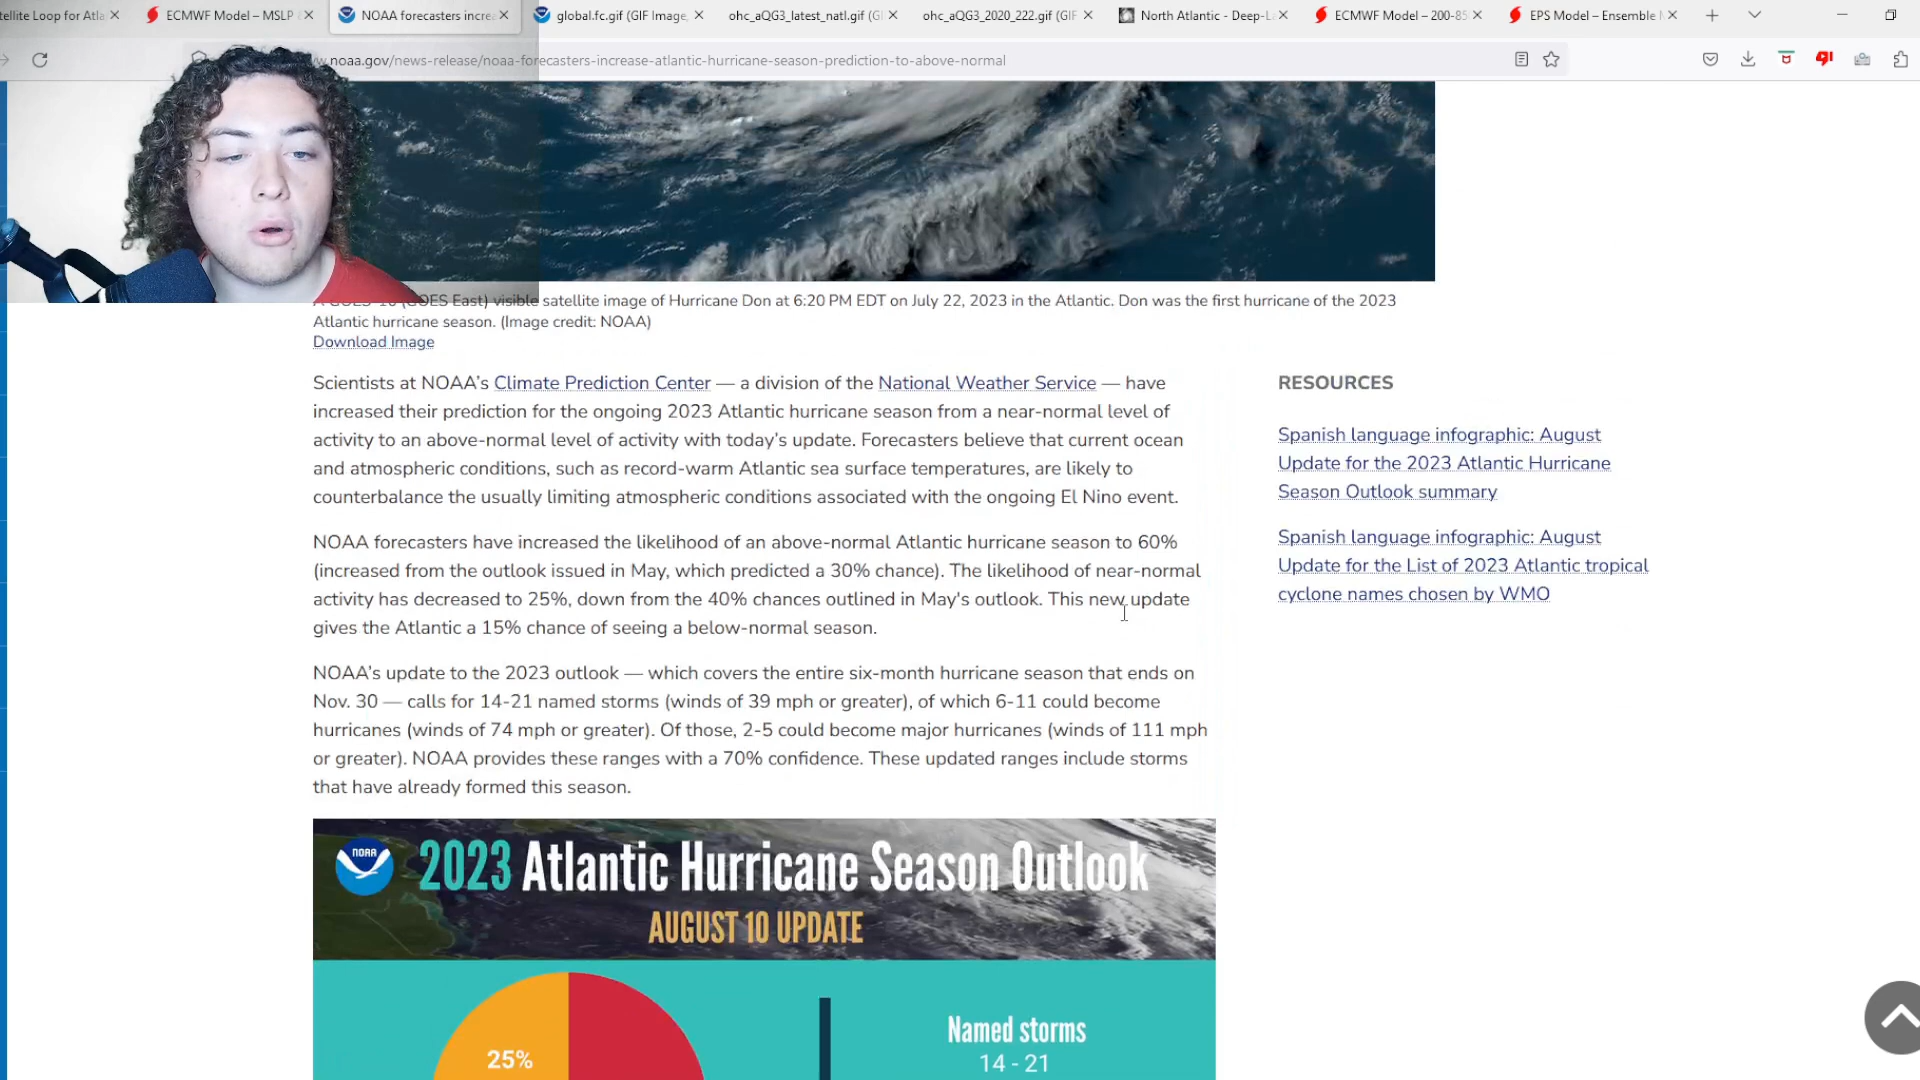 tellite Loop for Atla
ECMWF Model – MSLP
NOAA forecasters increa
global.fc.gif (GIF Image,
ohc_aQG3_latest_natl.gif (GI
ohc_aQG3_2020_222.gif (GIF
North Atlantic - Deep-L
ECMWF Model – 200-85
EPS Model – Ensemble M
w.noaa.gov/news-release/noaa-forecasters-increase-atlantic-hurricane-season-prediction-to-above-normal
(GOES East) visible satellite image of Hurricane Don at 6:20 PM EDT on July 22, 2023 in the Atlantic. Don was the first hurricane of the 2023
Atlantic hurricane season. (Image credit: NOAA)
Download Image
Scientists at NOAA's Climate Prediction Center — a division of the National Weather Service — have
increased their prediction for the ongoing 2023 Atlantic hurricane season from a near-normal level of
activity to an above-normal level of activity with today's update. Forecasters believe that current ocean
and atmospheric conditions, such as record-warm Atlantic sea surface temperatures, are likely to
counterbalance the usually limiting atmospheric conditions associated with the ongoing El Nino event.
NOAA forecasters have increased the likelihood of an above-normal Atlantic hurricane season to 60%
(increased from the outlook issued in May, which predicted a 30% chance). The likelihood of near-normal
activity has decreased to 25%, down from the 40% chances outlined in May's outlook. This new update
gives the Atlantic a 15% chance of seeing a below-normal season.
NOAA's update to the 2023 outlook — which covers the entire six-month hurricane season that ends on
Nov. 30 — calls for 14-21 named storms (winds of 39 mph or greater), of which 6-11 could become
hurricanes (winds of 74 mph or greater). Of those, 2-5 could become major hurricanes (winds of 111 mph
or greater). NOAA provides these ranges with a 70% confidence. These updated ranges include storms
that have already formed this season.
RESOURCES
Spanish language infographic: August
Update for the 2023 Atlantic Hurricane
Season Outlook summary
Spanish language infographic: August
Update for the List of 2023 Atlantic tropical
cyclone names chosen by WMO
NOAA
2023 Atlantic Hurricane Season Outlook
AUGUST 10 UPDATE
25%
Named storms
14 - 21